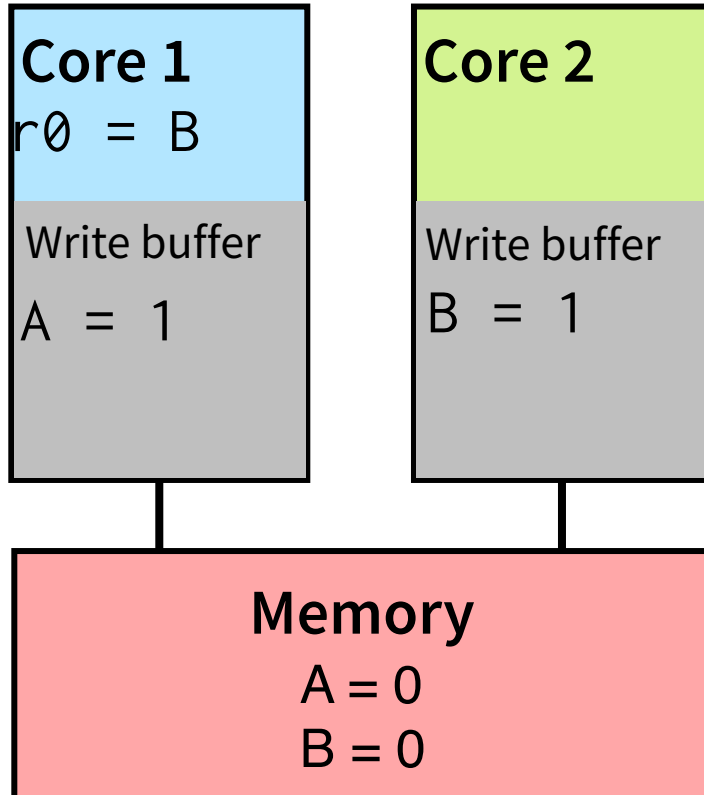 Core 1
r0 = B
Write buffer
A = 1
Core 2
Write buffer
B = 1
Memory
A = 0
B = 0